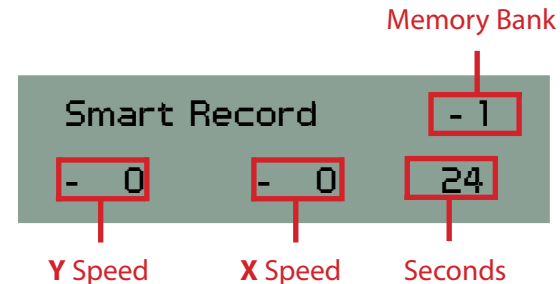 Memory Bank
Smart Record - 1
- 0 - 0 24
Y Speed X Speed Seconds